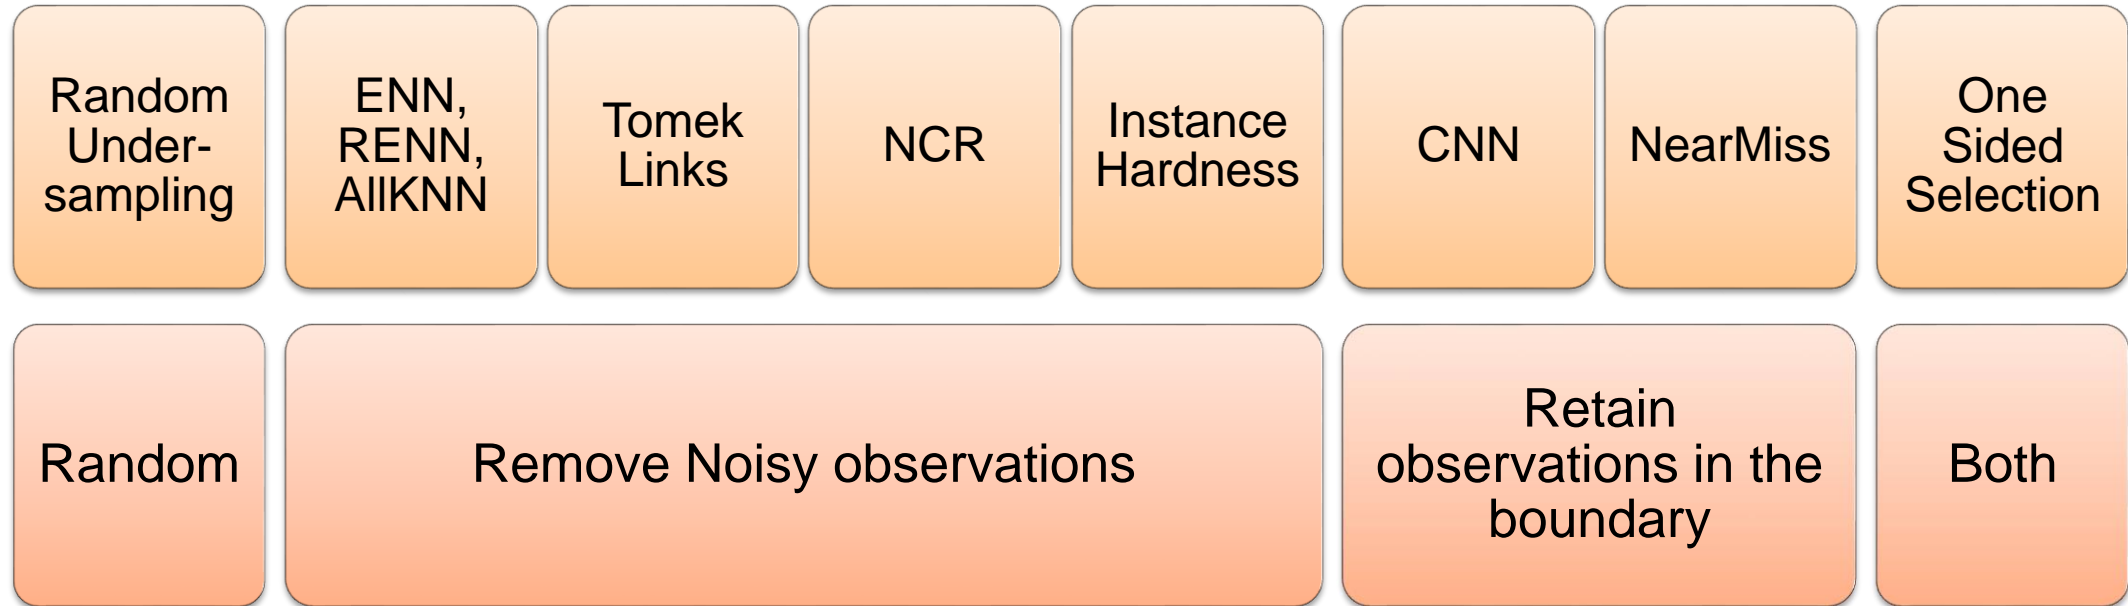 Random
Under-
sampling
ENN,
RENN,
AllKNN
Tomek
Links
NCR
Instance
Hardness
CNN
NearMiss
One
Sided
Selection
Random
Remove Noisy observations
Retain
observations in the
boundary
Both